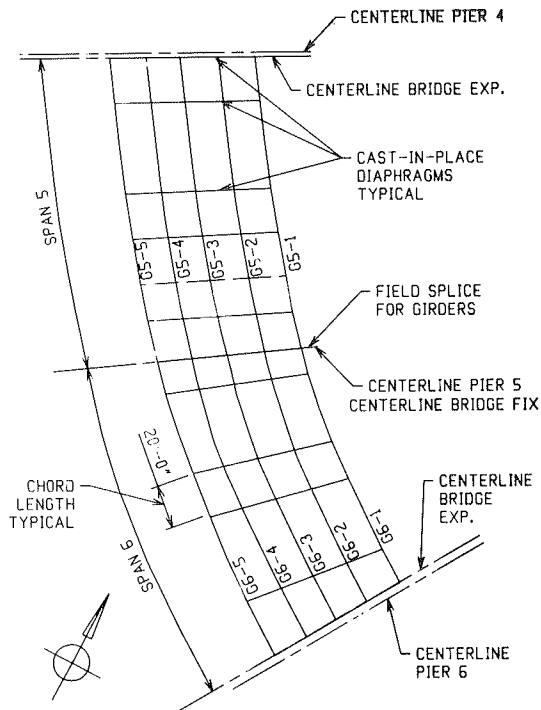 CENTERLINE PIER 4
CENTERLINE BRIDGE EXP.
CAST-IN-PLACE
DIAPHRAGMS
TYPICAL
SPAN 5
G5-5
G5-4
G5-3
G5-2
G5-1
FIELD SPLICE
FOR GIRDERS
CENTERLINE PIER 5
CENTERLINE BRIDGE FIX
CHORD
LENGTH
TYPICAL
CENTERLINE
BRIDGE
EXP.
SPAN 6
G6-5
G6-4
G6-3
G6-2
G6-1
CENTERLINE
PIER 6